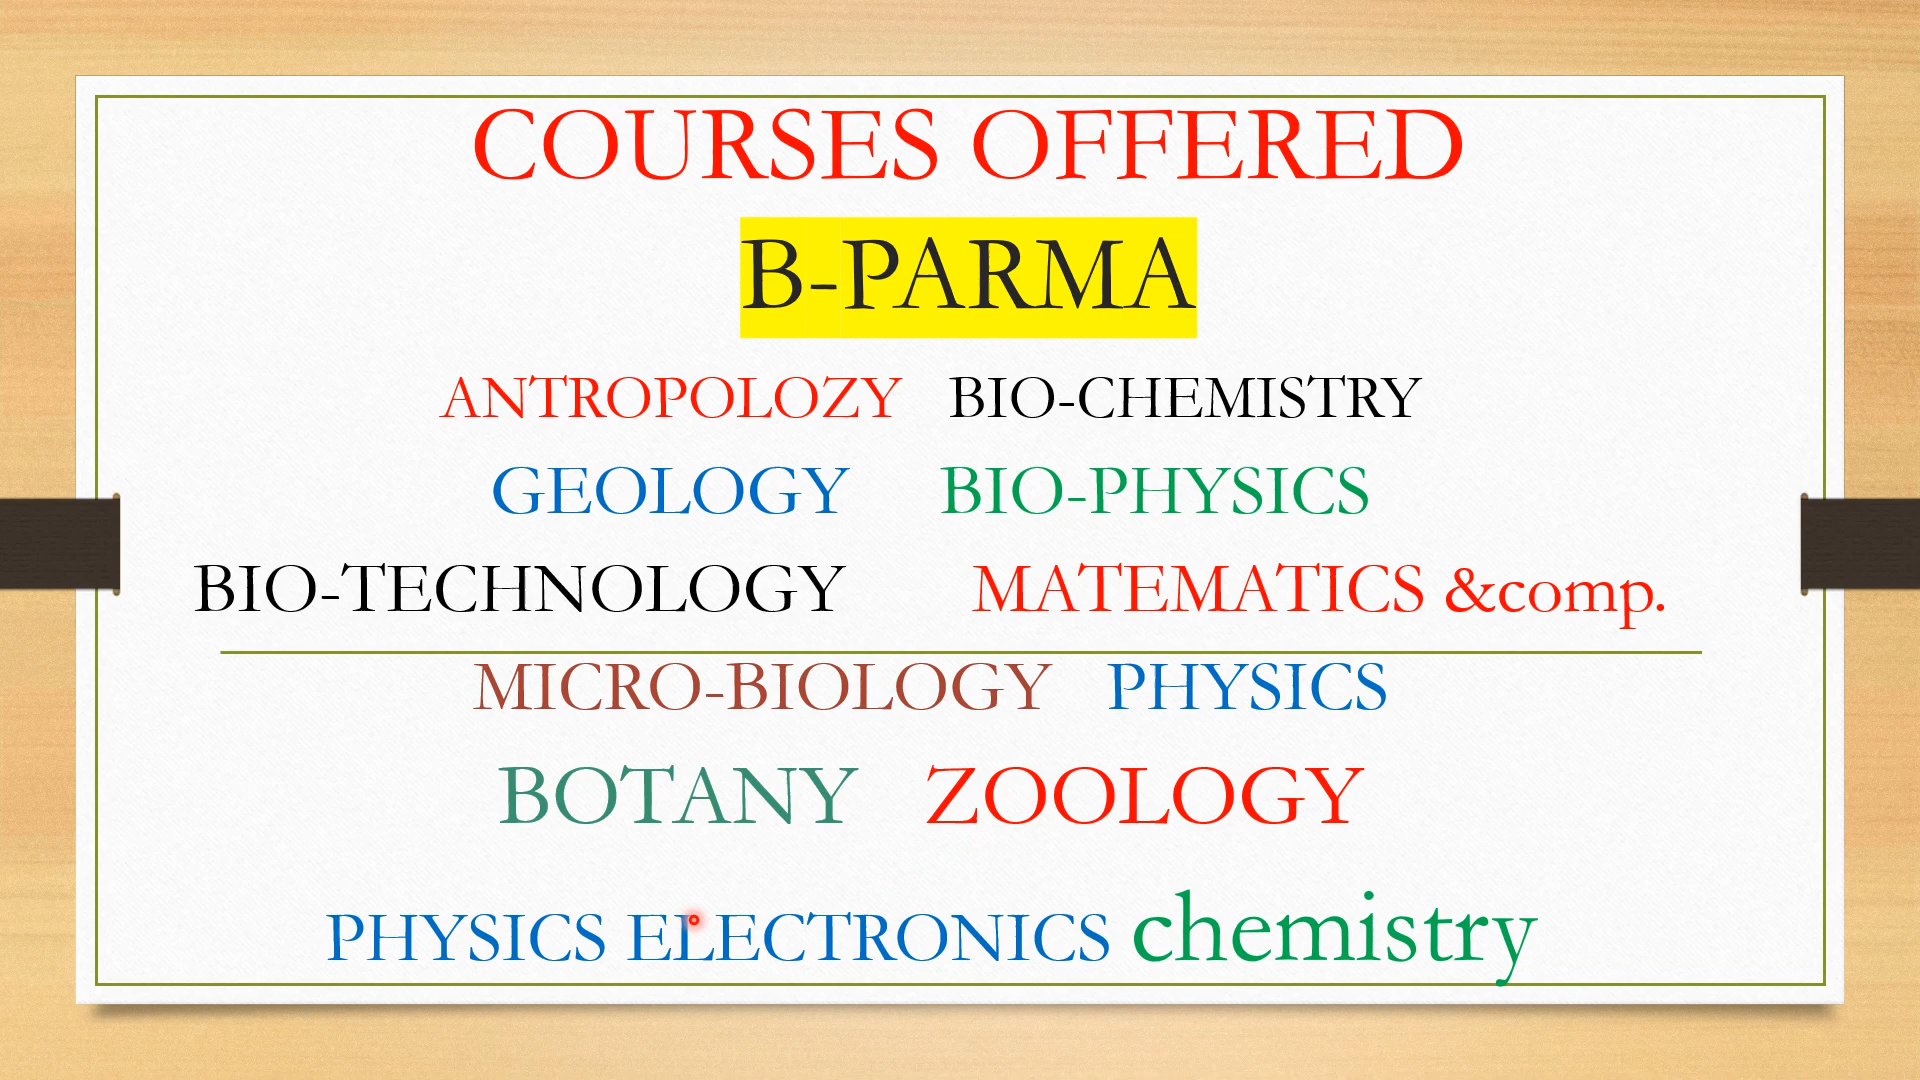 COURSES OFFERED
B-PARMA
ANTROPOLOZY BIO-CHEMISTRY
GEOLOGY BIO-PHYSICS
BIO-TECHNOLOGY MATEMATICS &comp.
MICRO-BIOLOGY PHYSICS
BOTANY ZOOLOGY
PHYSICS ELECTRONICS chemistry